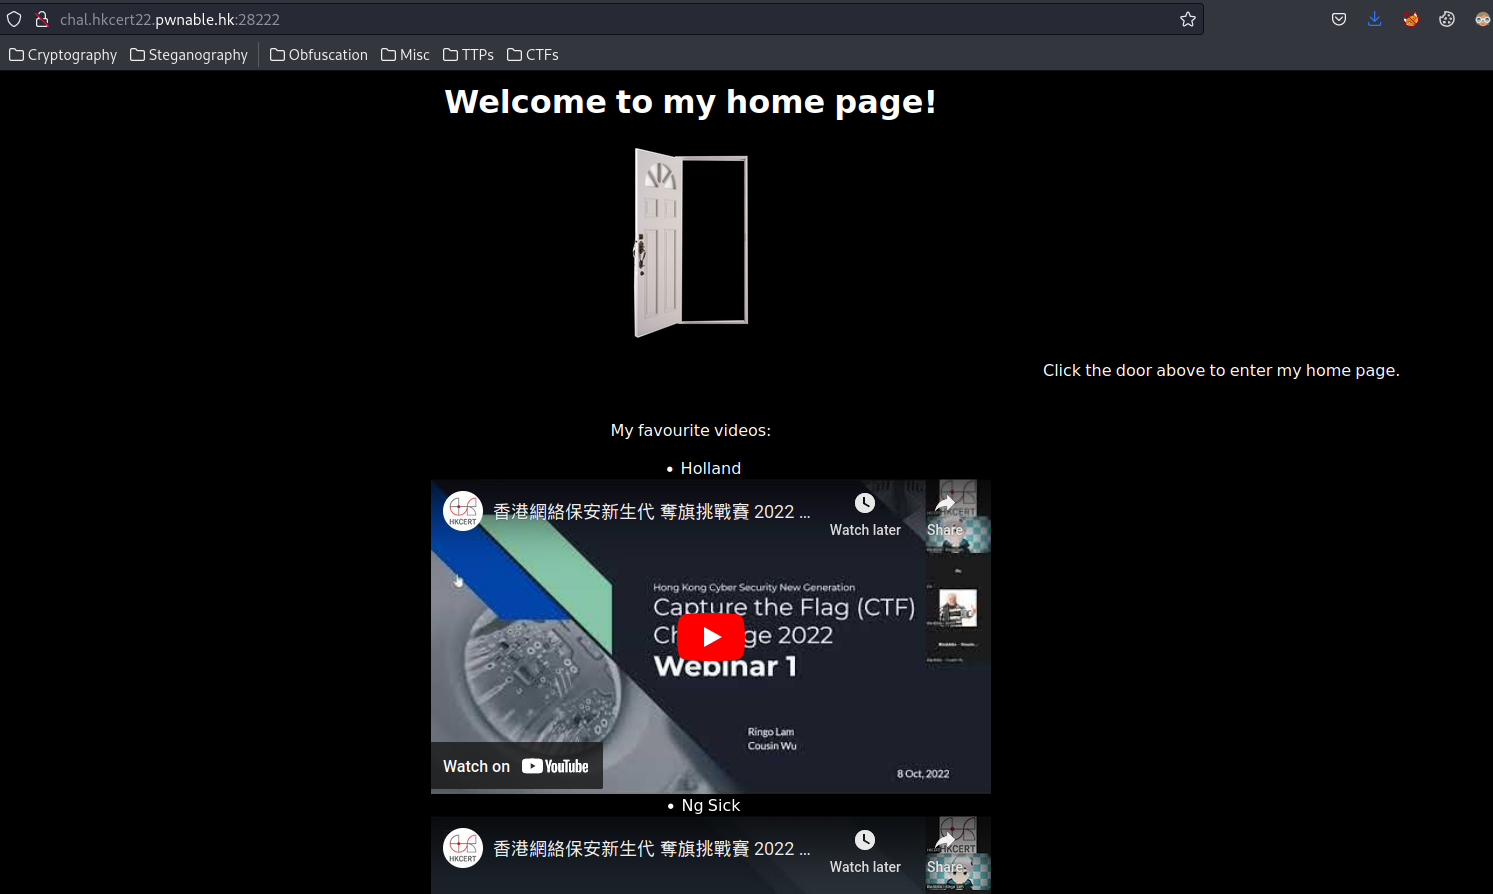 chal.hkcert22.pwnable.hk:28222
Cryptography Steganography Obfuscation Misc TTPs CTFs
Welcome to my home page!
Click the door above to enter my home page.
My favourite videos:
• Holland
HKCERT
香港網絡保安新生代 奪旗挑戰賽 2022 ...
Watch later
Share
Hong Kong Cyber Security New Generation
Capture the Flag (CTF)
Challenge 2022
Webinar 1
Ringo Lam
Cousin Wu
8 Oct, 2022
Watch on YouTube
• Ng Sick
HKCERT
香港網絡保安新生代 奪旗挑戰賽 2022 ...
Watch later
Share
HKCERT